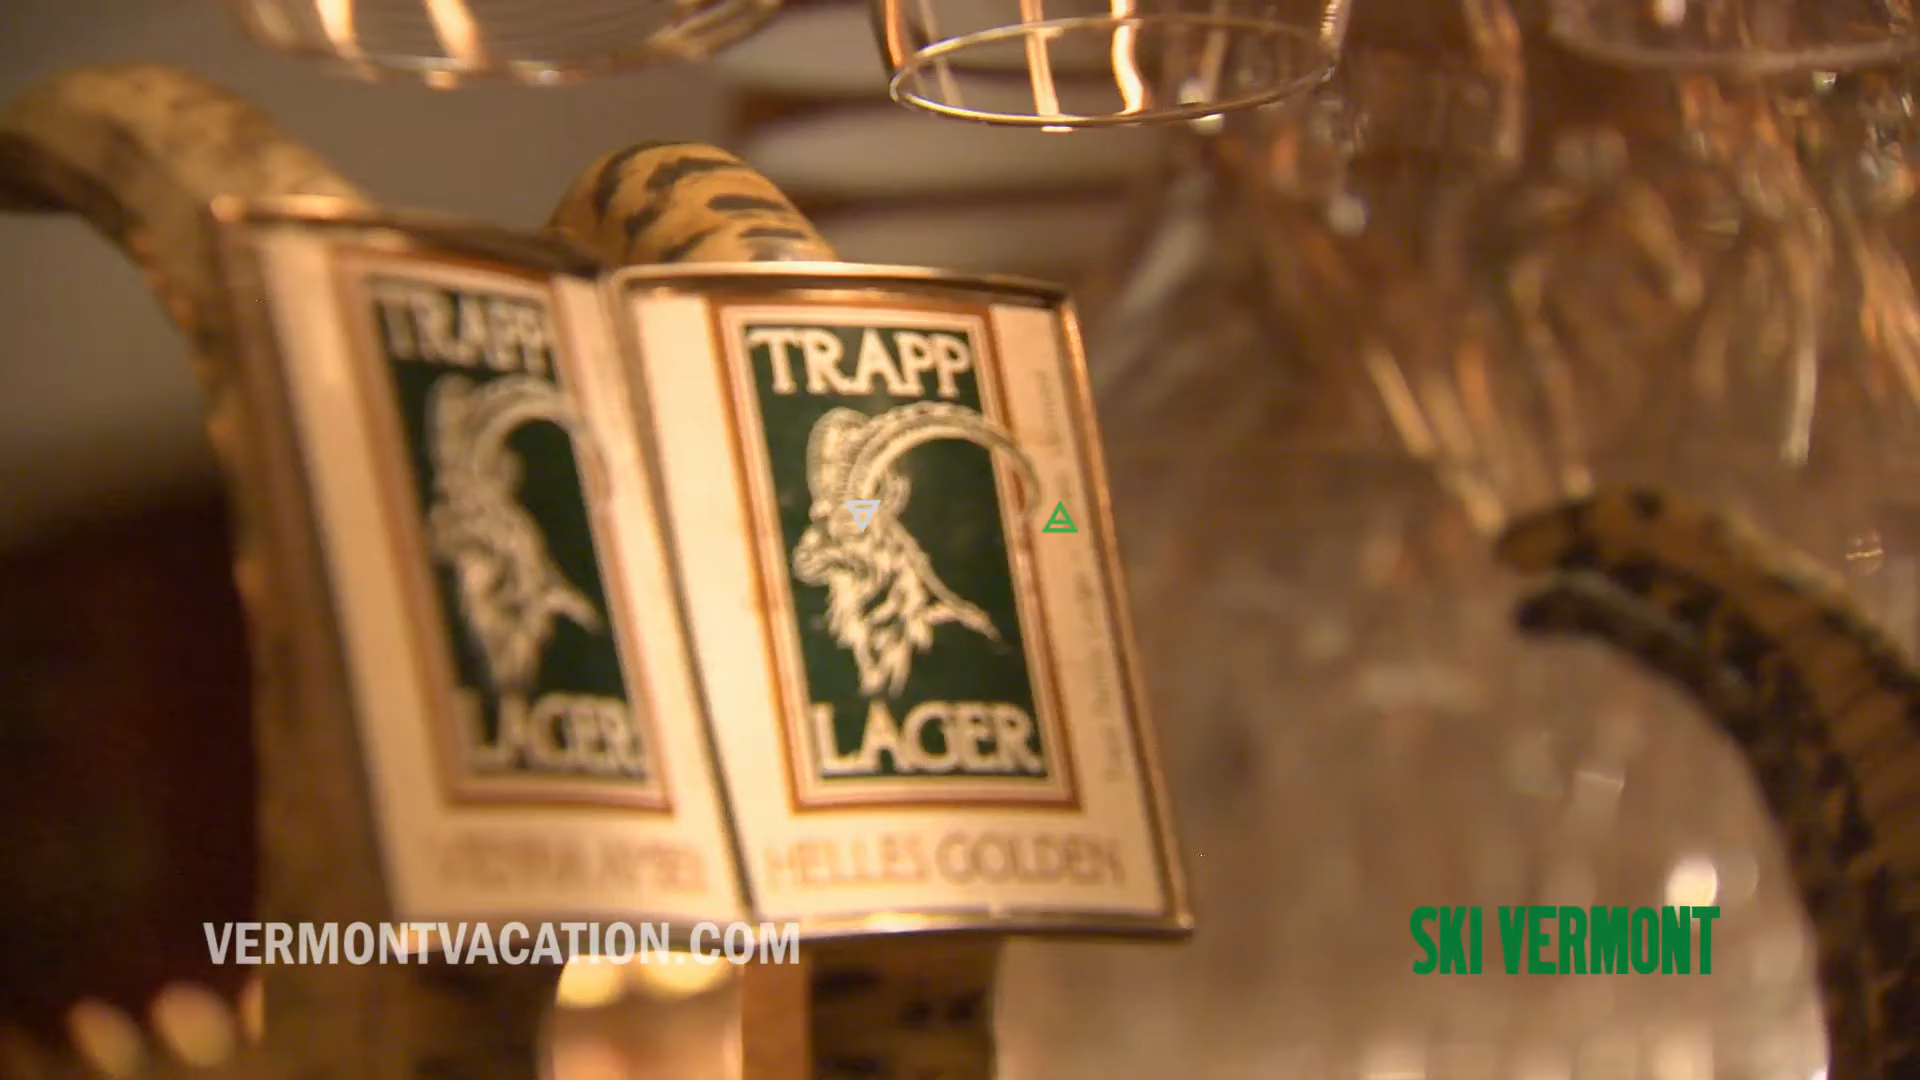 TRAPP
LAGER
TRAPP
LAGER
HELLES GOLDEN
VERMONTVACATION.COM
SKI VERMONT